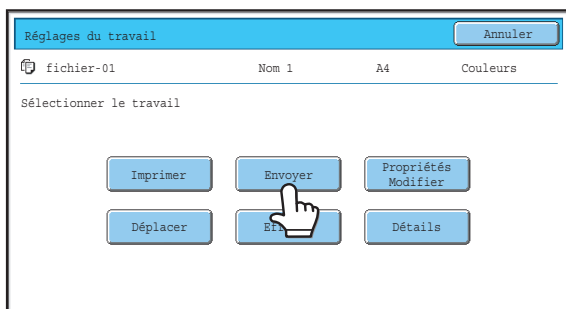 Réglages du travail Annuler
fichier-01 Nom 1 A4 Couleurs
Sélectionner le travail
Imprimer Envoyer Propriétés
Modifier
Déplacer Détails